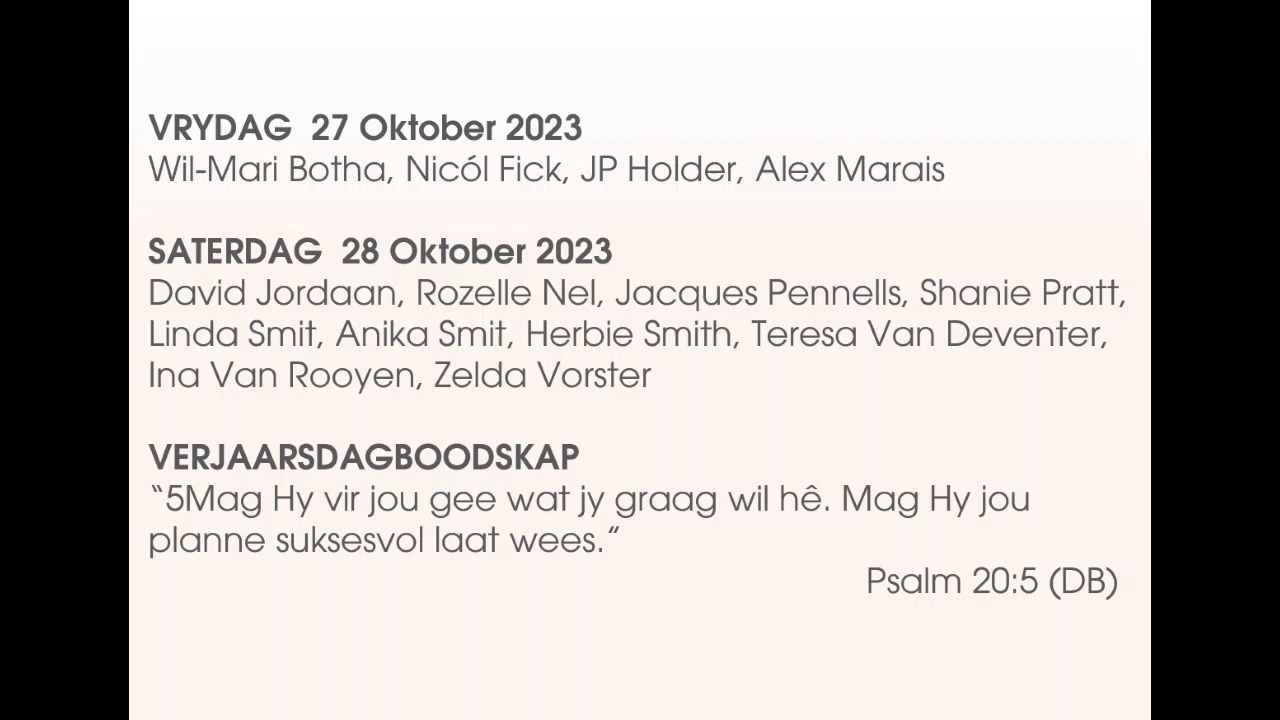 VRYDAG  27 Oktober 2023
Wil-Mari Botha, Nicól Fick, JP Holder, Alex Marais
SATERDAG  28 Oktober 2023
David Jordaan, Rozelle Nel, Jacques Pennells, Shanie Pratt,
Linda Smit, Anika Smit, Herbie Smith, Teresa Van Deventer,
Ina Van Rooyen, Zelda Vorster
VERJAARSDAGBOODSKAP
“5Mag Hy vir jou gee wat jy graag wil hê. Mag Hy jou
planne suksesvol laat wees.”
Psalm 20:5 (DB)